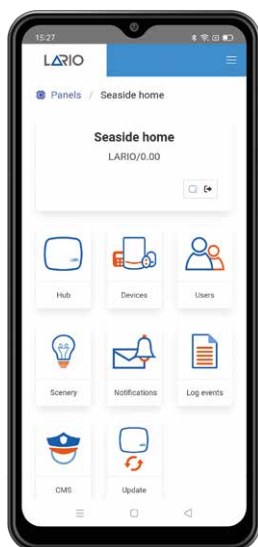 15:27
LARIO
Panels / Seaside home
Seaside home
LARIO/0.00
Hub
Devices
Users
Scenery
Notifications
Log events
CMS
Update